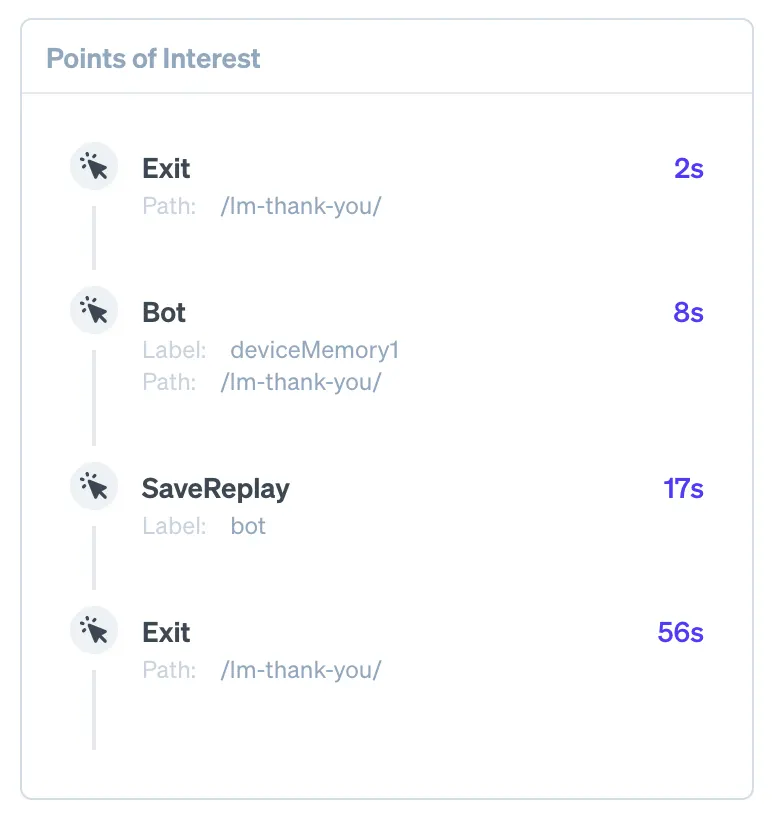 Points of Interest
Exit 2s
Path: /lm-thank-you/
Bot 8s
Label: deviceMemory1
Path: /lm-thank-you/
SaveReplay 17s
Label: bot
Exit 56s
Path: /lm-thank-you/